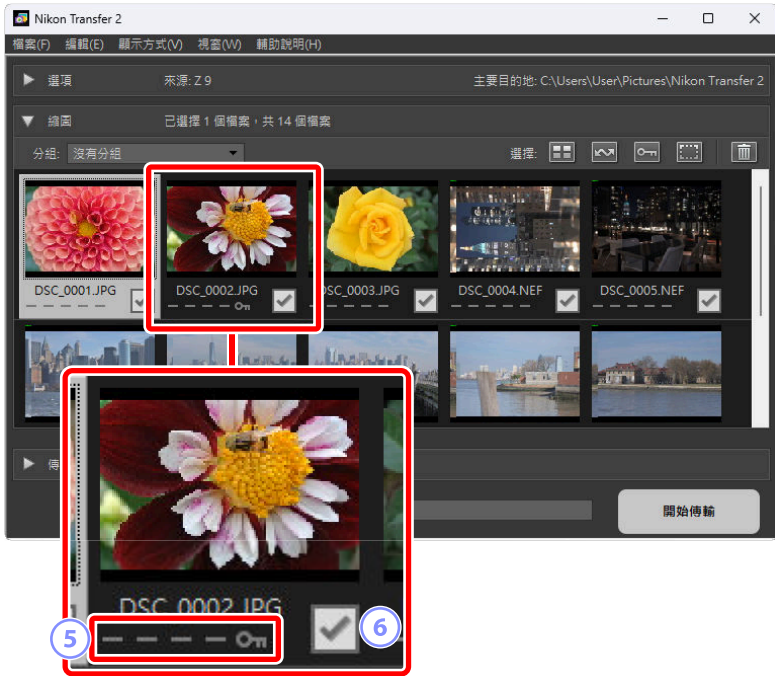 Nikon Transfer 2
檔案(F) 編輯(E) 顯示方式(V) 視窗(W) 輔助說明(H)
選項 來源: Z 9 主要目的地: C:\Users\User\Pictures\Nikon Transfer 2
繪圖 已選擇 1 個檔案，共 14 個檔案
分組: 沒有分組 選擇:
DSC_0001.JPG DSC_0002.JPG DSC_0003.JPG DSC_0004.NEF DSC_0005.NEF
傳
開始傳輸
DSC_0002.JPG
5 6